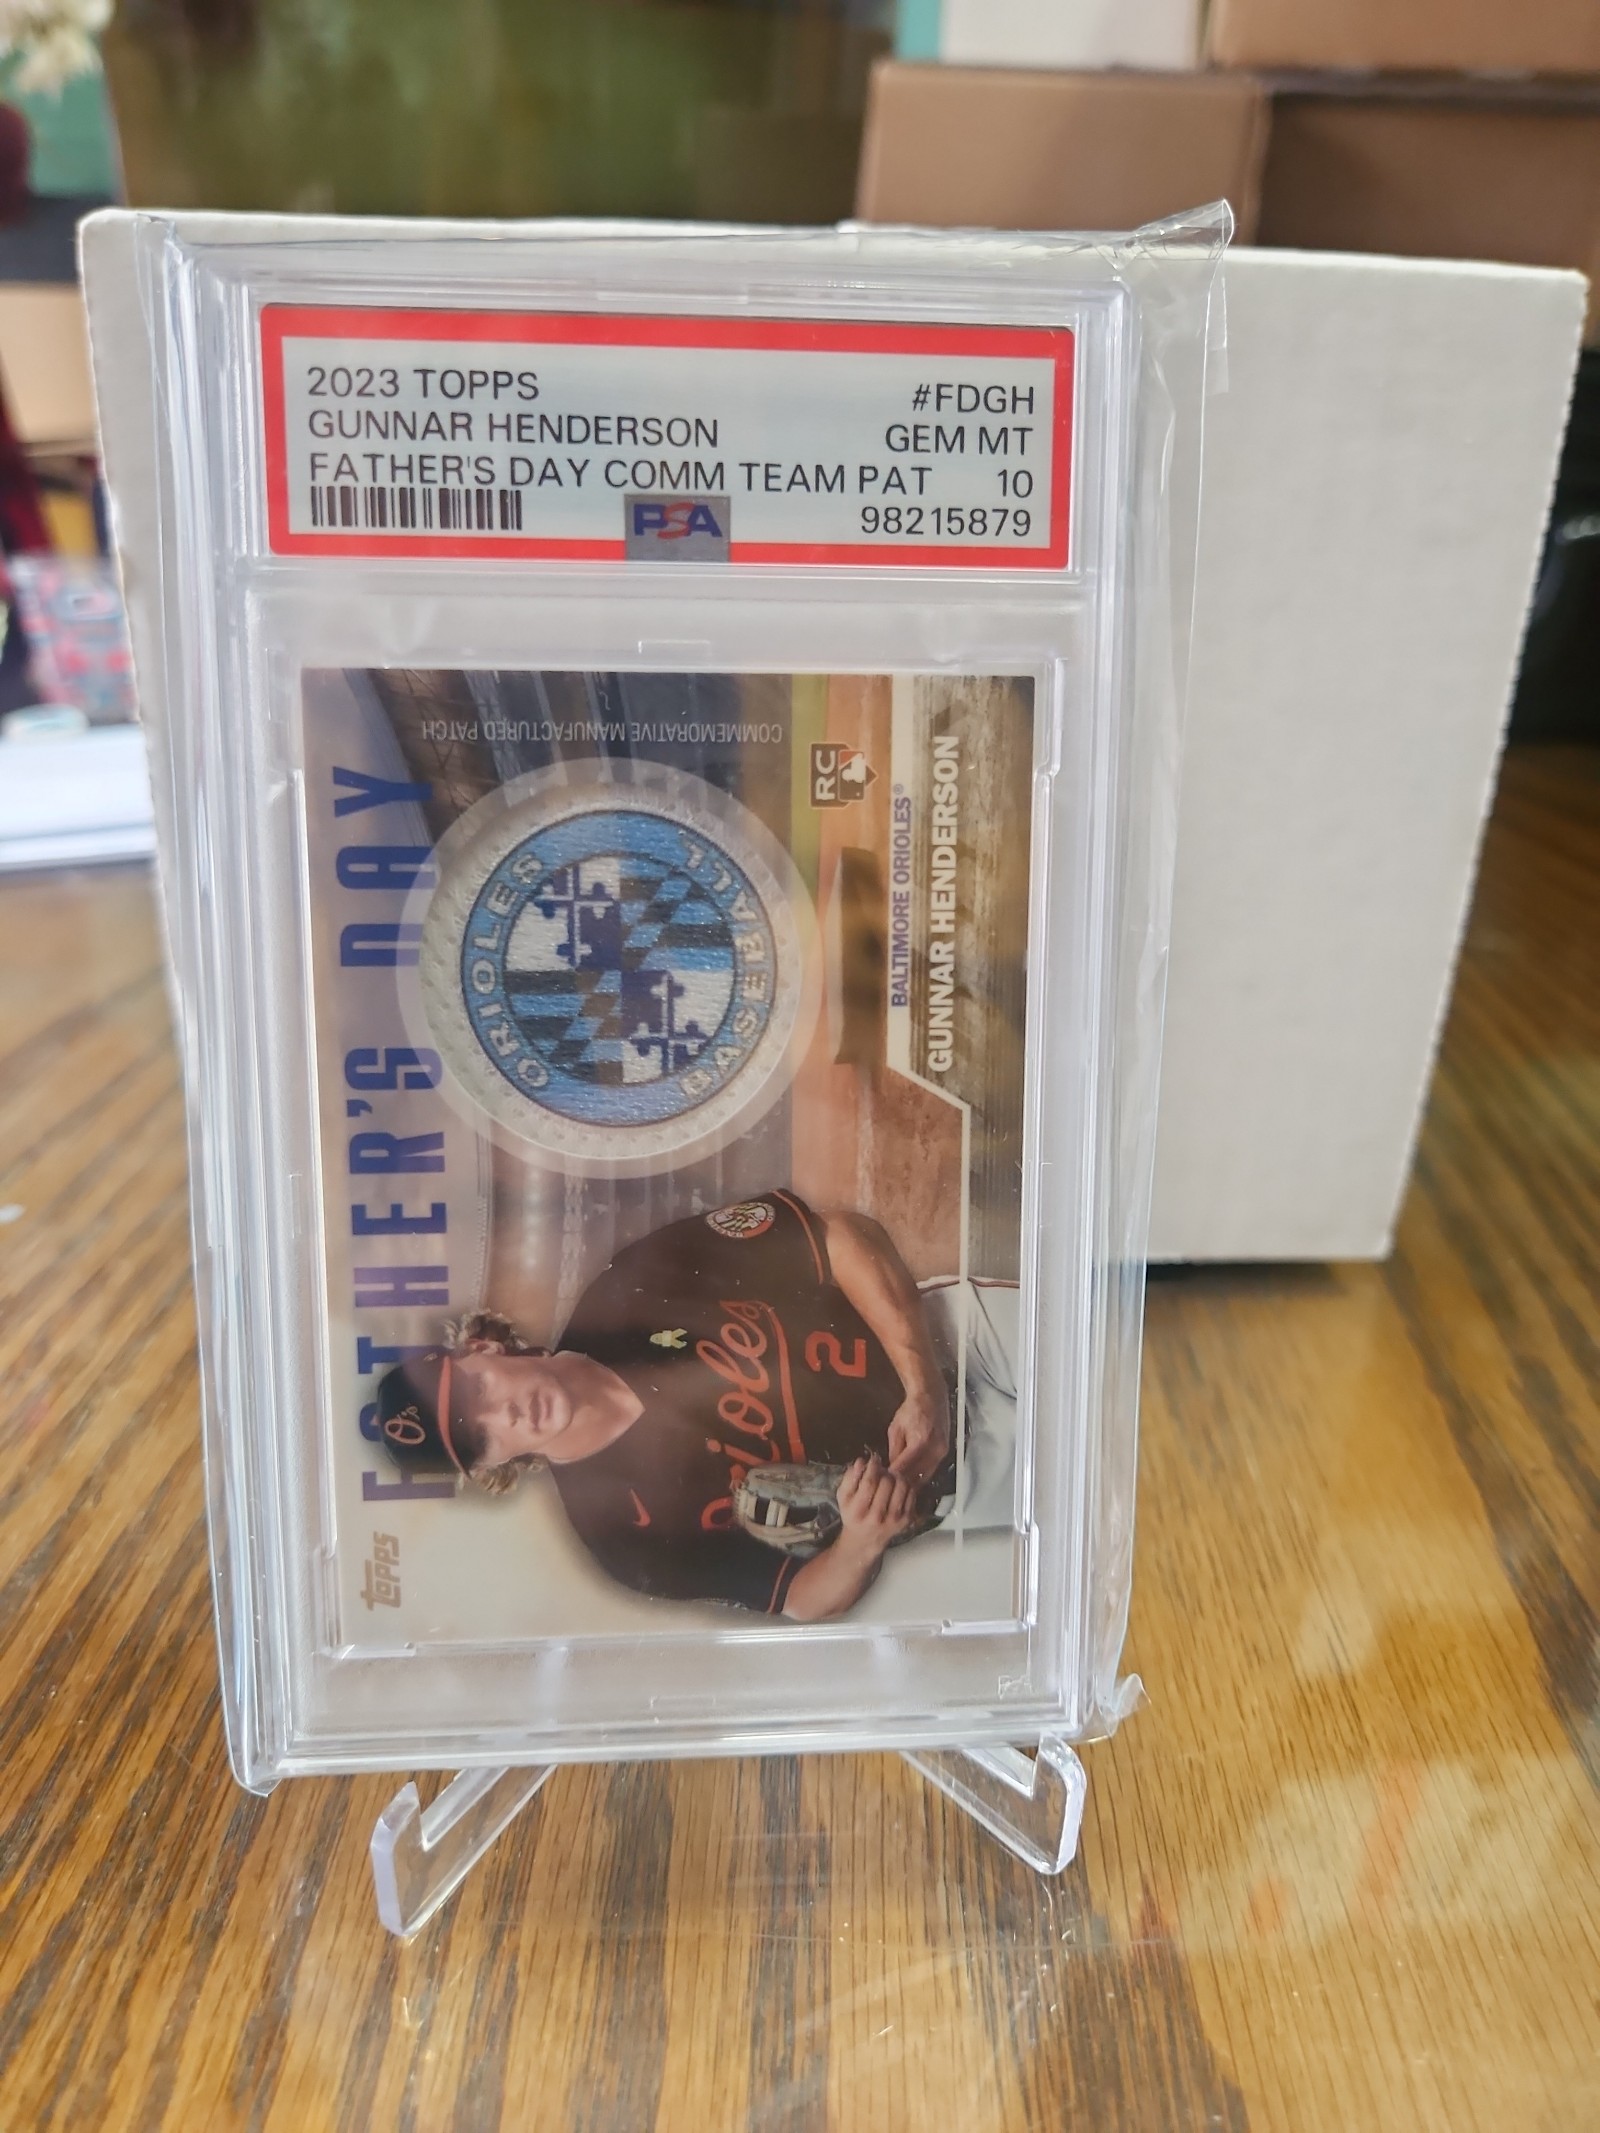 2023 TOPPS #FDGH
GUNNAR HENDERSON GEM MT
FATHER'S DAY COMM TEAM PAT 10
98215879
PSA
FATHER'S DAY
COMMEMORATIVE MANUFACTURED PATCH
ORIOLES
BASEBALL
RC
BALTIMORE ORIOLES®
GUNNAR HENDERSON
O's
Orioles
2
topps